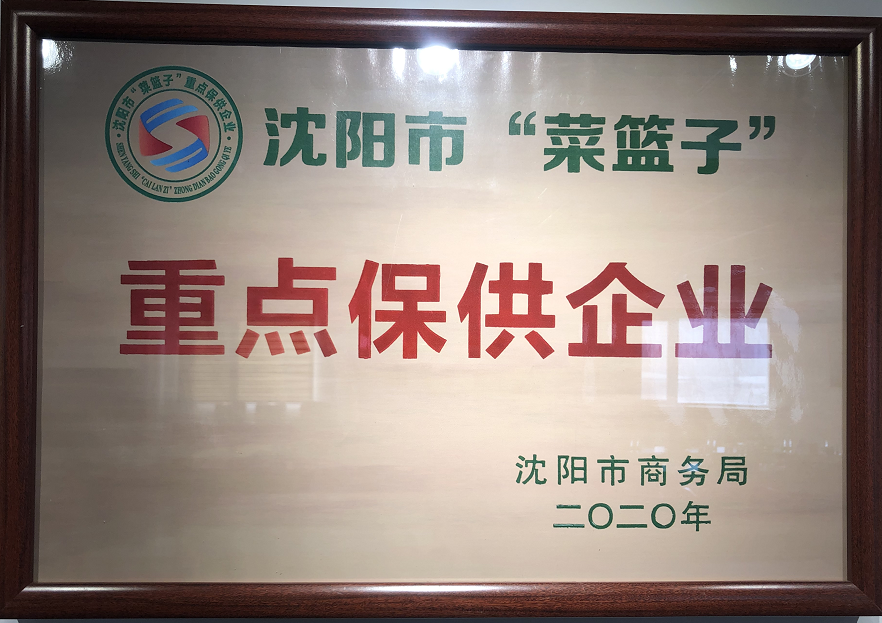 沈阳市“菜篮子”重点保供企业
SHEN YANG SHI "CAI LAN ZI" ZHONG DIAN BAO GONG QI YE
沈阳市“菜篮子”
重点保供企业
沈阳市商务局
二〇二〇年